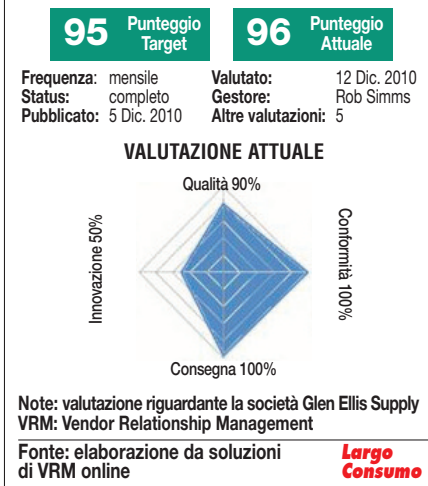 95 Punteggio Target
96 Punteggio Attuale
Frequenza: mensile
Status: completo
Pubblicato: 5 Dic. 2010
Valutato: 12 Dic. 2010
Gestore: Rob Simms
Altre valutazioni: 5
VALUTAZIONE ATTUALE
Qualità 90%
Innovazione 50%
Conformità 100%
Consegna 100%
Note: valutazione riguardante la società Glen Ellis Supply
VRM: Vendor Relationship Management
Fonte: elaborazione da soluzioni
di VRM online
Largo
Consumo